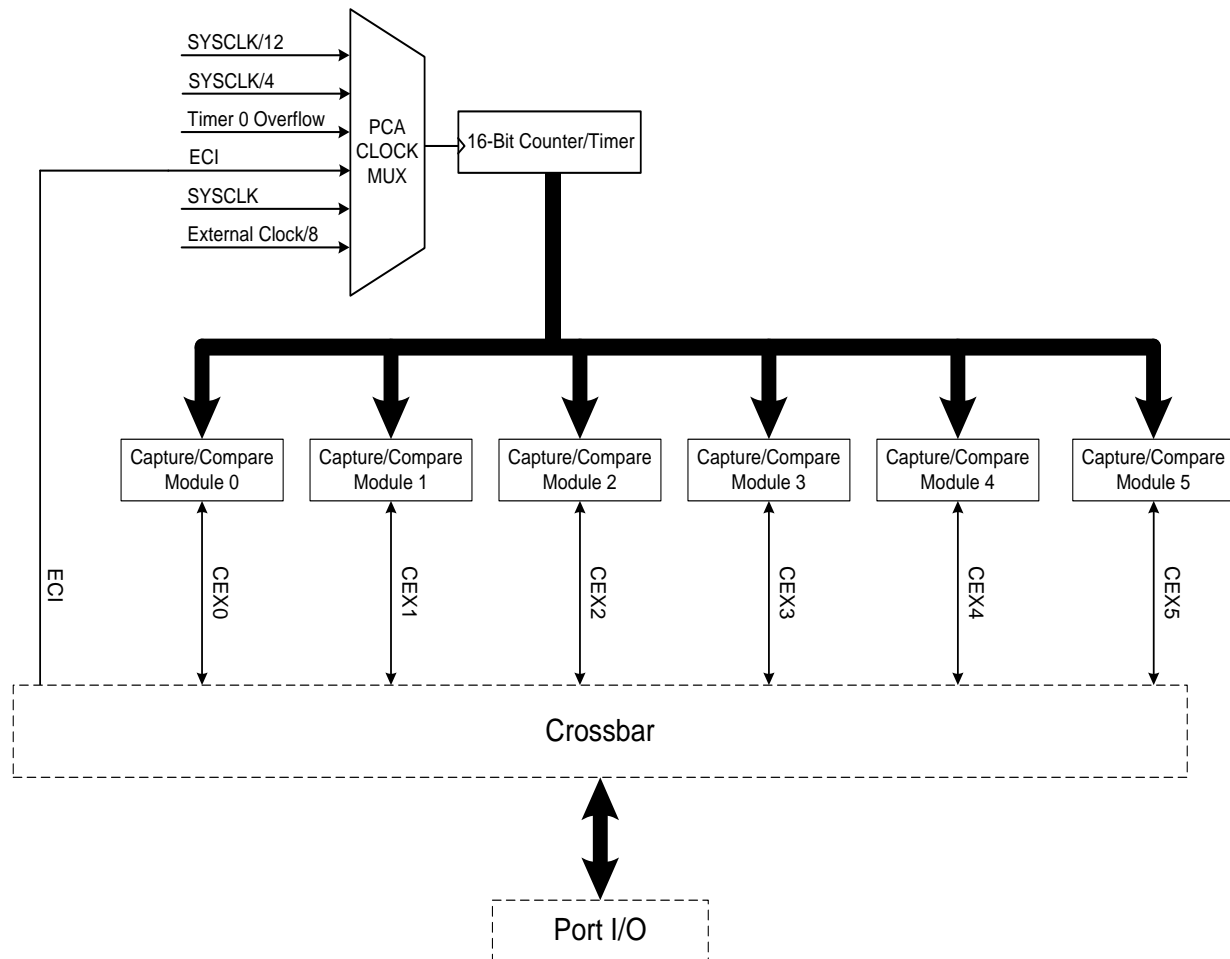 SYSCLK/12
SYSCLK/4
Timer 0 Overflow
ECI
SYSCLK
External Clock/8
PCA
CLOCK
MUX
16-Bit Counter/Timer
Capture/Compare
Module 0
Capture/Compare
Module 1
Capture/Compare
Module 2
Capture/Compare
Module 3
Capture/Compare
Module 4
Capture/Compare
Module 5
ECI
CEX0
CEX1
CEX2
CEX3
CEX4
CEX5
Crossbar
Port I/O